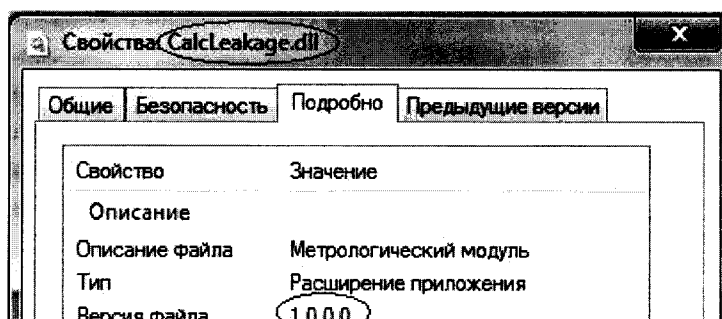 Свойства: CalcLeakage.dll
Общие Безопасность Подробно Предыдущие версии
Свойство Значение
Описание
Описание файла Метрологический модуль
Тип Расширение приложения
Версия файла 1.0.0.0